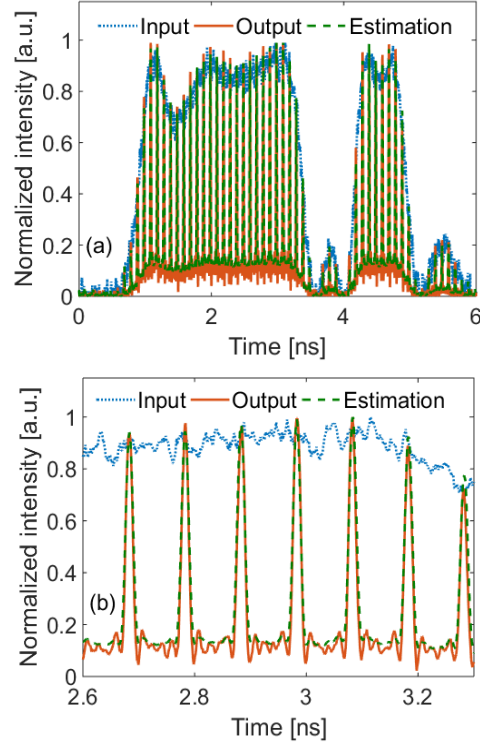 Input Output Estimation
Normalized intensity [a.u.]
1
0.8
0.6
0.4
0.2
0
(a)
0 2 4 6
Time [ns]
Input Output Estimation
Normalized intensity [a.u.]
1
0.8
0.6
0.4
0.2
0
(b)
2.6 2.8 3 3.2
Time [ns]